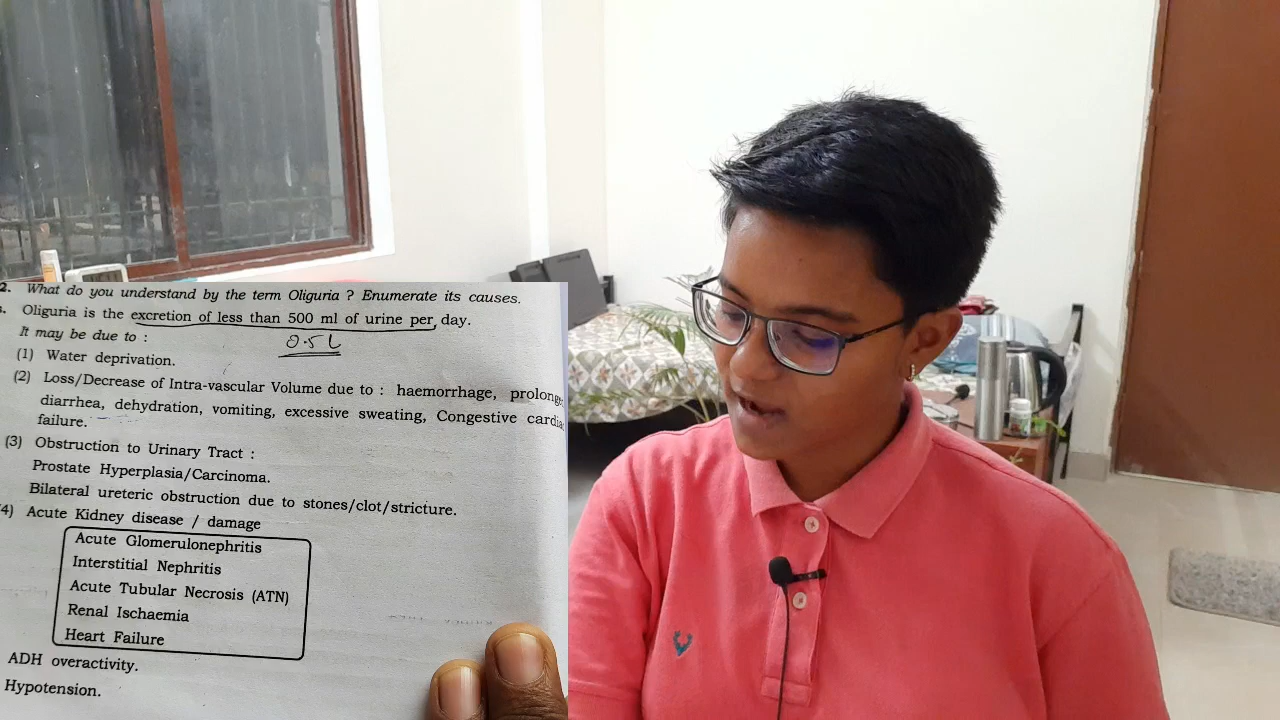 2. What do you understand by the term Oliguria ? Enumerate its causes.
Oliguria is the excretion of less than 500 ml of urine per day.
It may be due to :
0.5 L
(1) Water deprivation.
(2) Loss/Decrease of Intra-vascular Volume due to : haemorrhage,
diarrhea, dehydration, vomiting, excessive sweating, Congestive
failure.
(3) Obstruction to Urinary Tract :
Prostate Hyperplasia/Carcinoma.
Bilateral ureteric obstruction due to stones/clot/stricture.
4) Acute Kidney disease / damage
Acute Glomerulonephritis
Interstitial Nephritis
Acute Tubular Necrosis (ATN)
Renal Ischaemia
Heart Failure
ADH overactivity.
Hypotension.